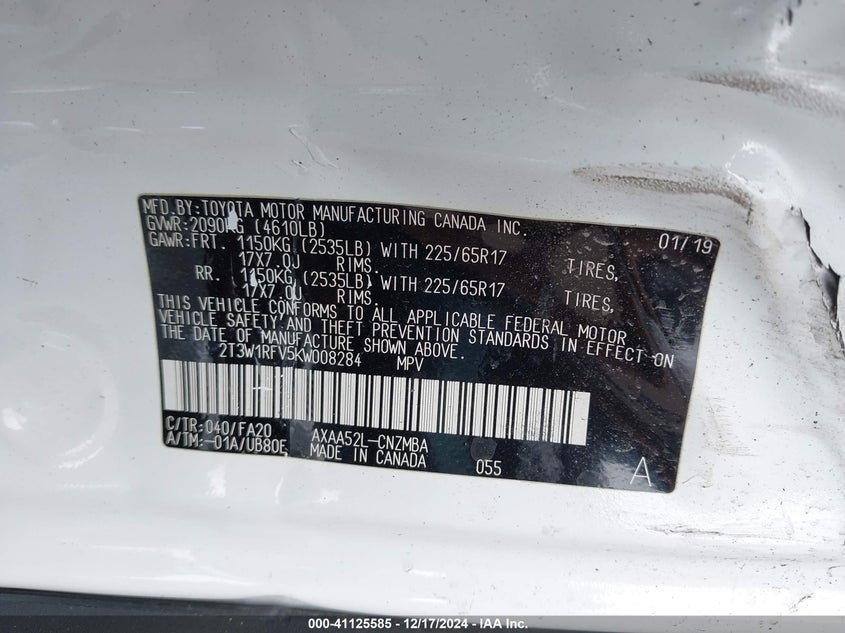 MFD.BY:TOYOTA MOTOR MANUFACTURING CANADA INC. 01/19
GVWR:2090KG (4610LB)
GAWR:FRT. 1150KG (2535LB) WITH 225/65R17 TIRES,
17X7.0J RIMS.
RR. 1150KG (2535LB) WITH 225/65R17 TIRES,
17X7.0J RIMS.
THIS VEHICLE CONFORMS TO ALL APPLICABLE FEDERAL MOTOR
VEHICLE SAFETY, AND THEFT PREVENTION STANDARDS IN EFFECT ON
THE DATE OF MANUFACTURE SHOWN ABOVE.
2T3W1RFV5KW008284 MPV
C/TR:040/FA20 AXAA52L-CNZMBA
A/TM:-01A/UB80E MADE IN CANADA 055 A
000-41125585 - 12/17/2024 - IAA Inc.